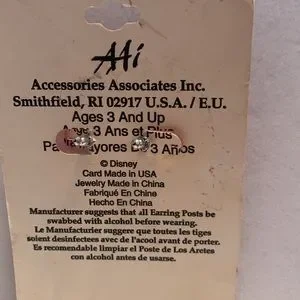 AAi
Accessories Associates Inc.
Smithfield, RI 02917 U.S.A. / E.U.
Ages 3 And Up
3 Ans et Plus
Mayores De 3 Años
© Disney
Card Made in USA
Jewelry Made in China
Fabriqué En Chine
Hecho En China
Manufacturer suggests that all Earring Posts be
swabbed with alcohol before wearing.
Le Manufacturier suggere que toutes les tiges
soient desinfectees avec de l'acool avant de porter.
Es recomendable limpiar el Poste de Los Aretes
con alcohol antes de usarse.